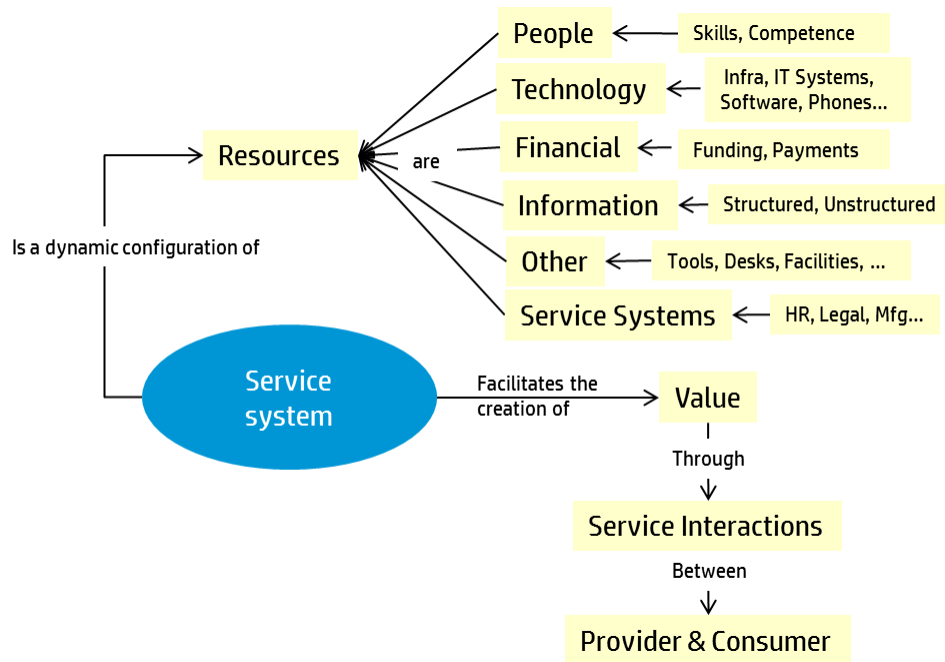 People
Skills, Competence
Technology
Infra, IT Systems,
Software, Phones...
Resources
are
Financial
Funding, Payments
Information
Structured, Unstructured
Is a dynamic configuration of
Other
Tools, Desks, Facilities, ...
Service Systems
HR, Legal, Mfg...
Service
system
Facilitates the
creation of
Value
Through
Service Interactions
Between
Provider & Consumer